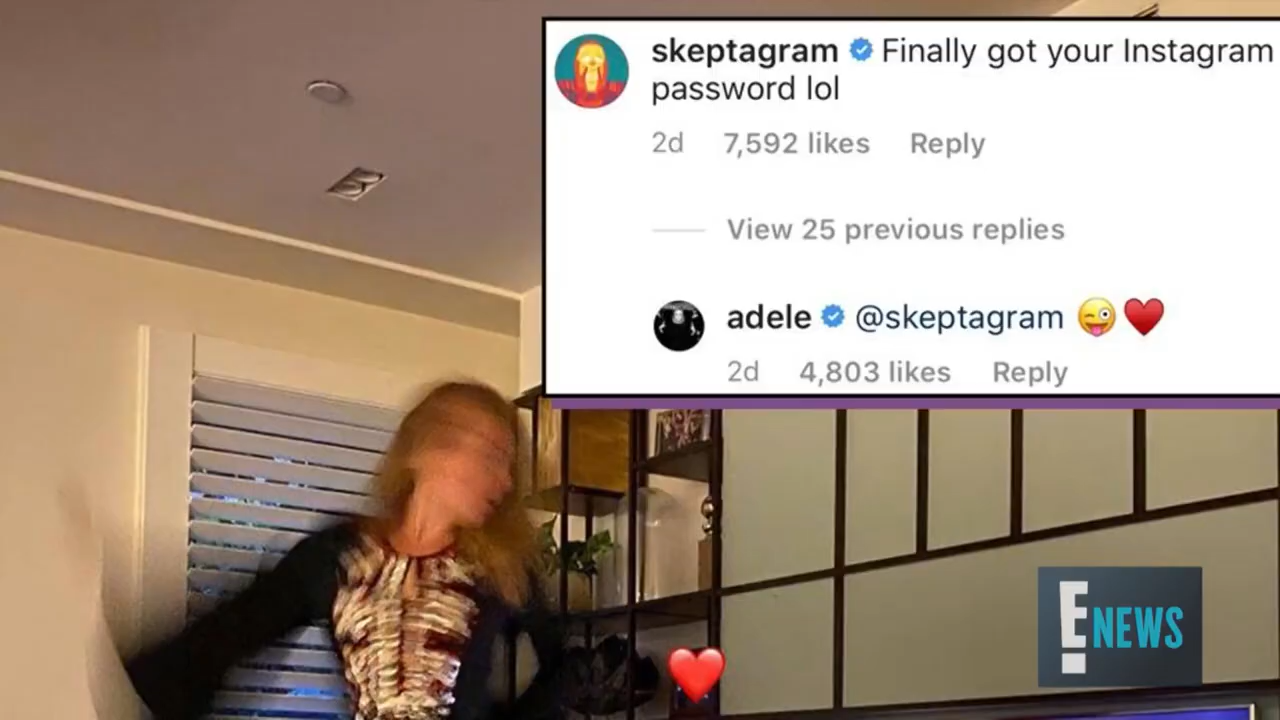 skeptagram Finally got your Instagram
password lol
2d 7,592 likes Reply
View 25 previous replies
adele @skeptagram 😜♥️
2d 4,803 likes Reply
E NEWS